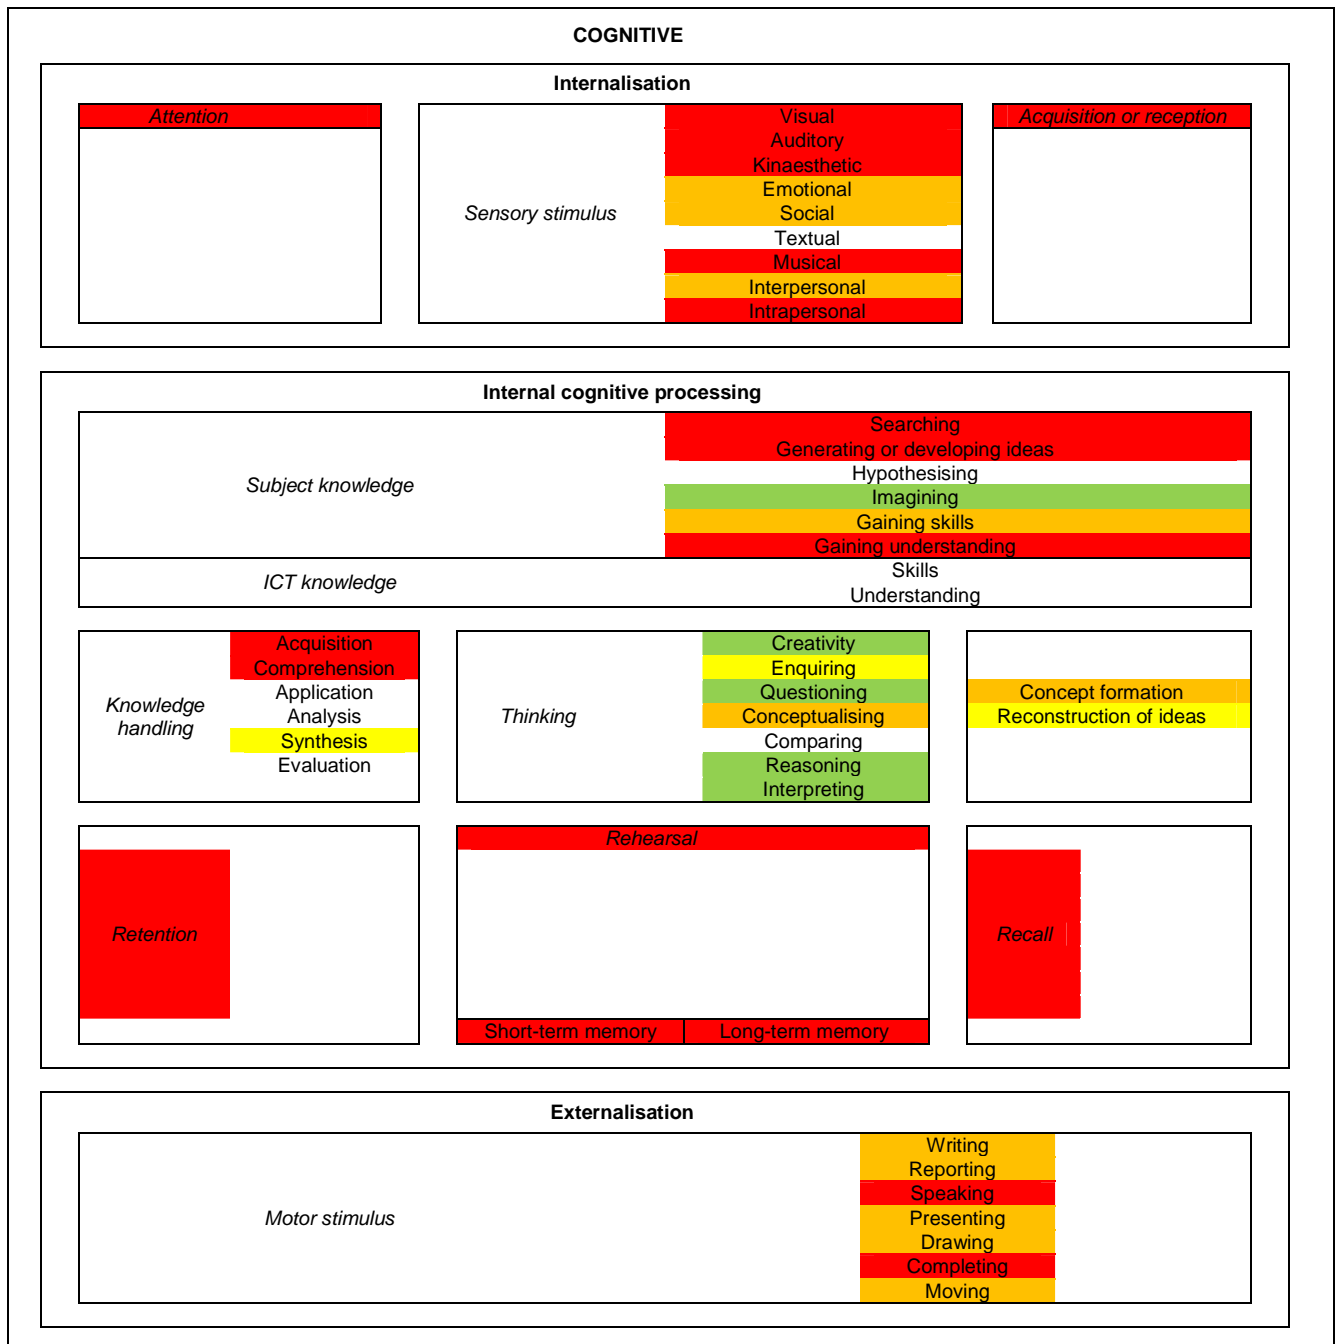 COGNITIVE
Internalisation
Attention
Sensory stimulus
Visual
Auditory
Kinaesthetic
Emotional
Social
Textual
Musical
Interpersonal
Intrapersonal
Acquisition or reception
Internal cognitive processing
Subject knowledge
Searching
Generating or developing ideas
Hypothesising
Imagining
Gaining skills
Gaining understanding
ICT knowledge
Skills
Understanding
Knowledge
handling
Acquisition
Comprehension
Application
Analysis
Synthesis
Evaluation
Thinking
Creativity
Enquiring
Questioning
Conceptualising
Comparing
Reasoning
Interpreting
Concept formation
Reconstruction of ideas
Retention
Rehearsal
Short-term memory
Long-term memory
Recall
Externalisation
Motor stimulus
Writing
Reporting
Speaking
Presenting
Drawing
Completing
Moving